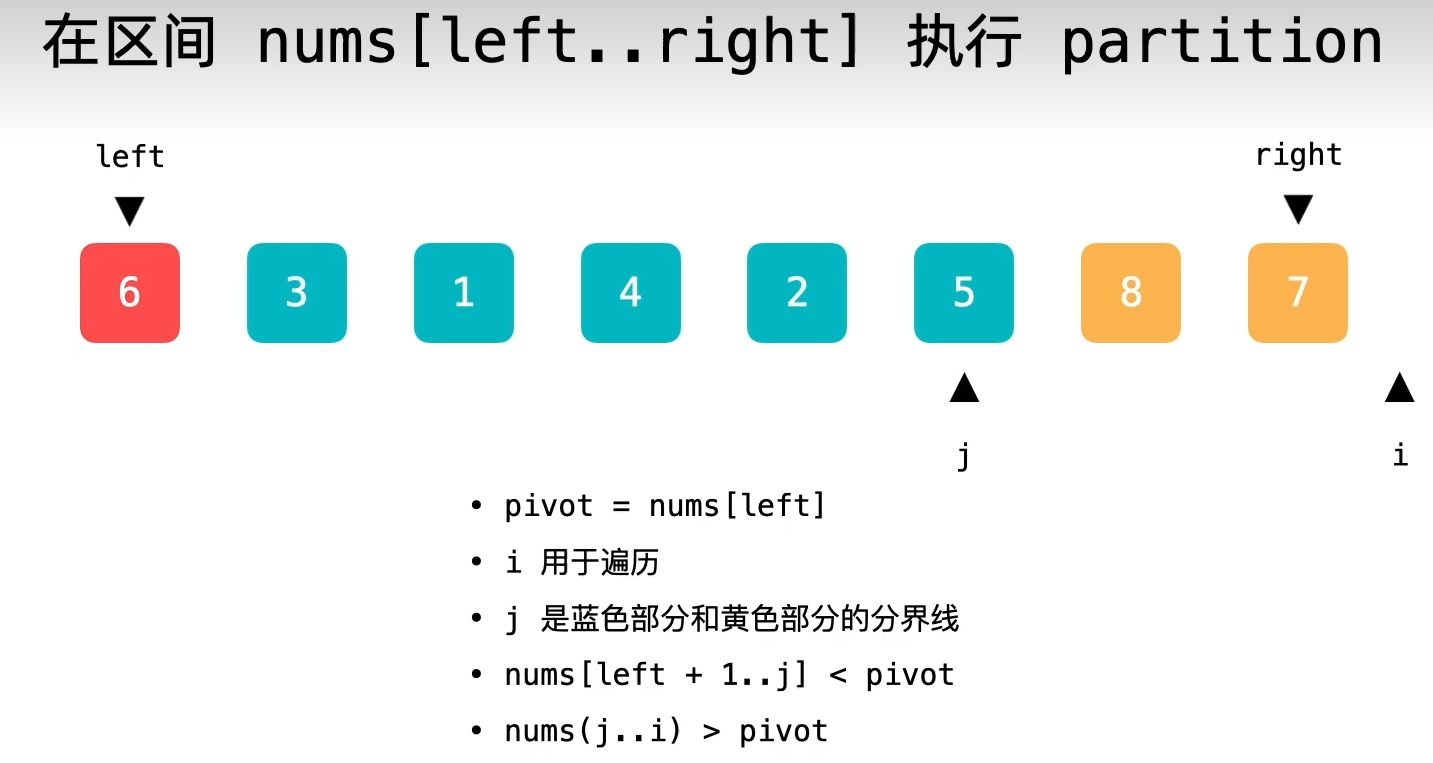 在区间 nums[left..right] 执行 partition
left right
6 3 1 4 2 5 8 7
j i
• pivot = nums[left]
• i 用于遍历
• j 是蓝色部分和黄色部分的分界线
• nums[left + 1..j] < pivot
• nums(j..i) > pivot